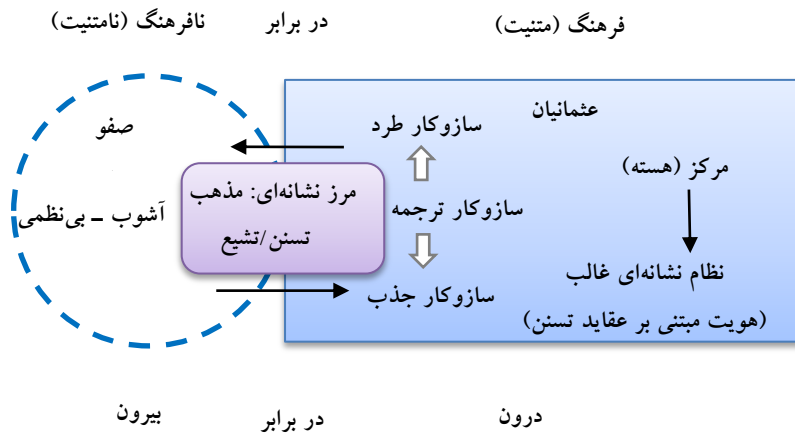 فرهنگ (متنیت) در برابر نافرهنگ (نامتنیت)
عثمانیان
مرکز (هسته)
نظام نشانه‌ای غالب
(هویت مبتنی بر عقاید تسنن)
سازوکار طرد
سازوکار ترجمه
سازوکار جذب
مرز نشانه‌ای: مذهب
تسنن/تشیع
صفو
آشوب ـ بی‌نظمی
درون در برابر بیرون